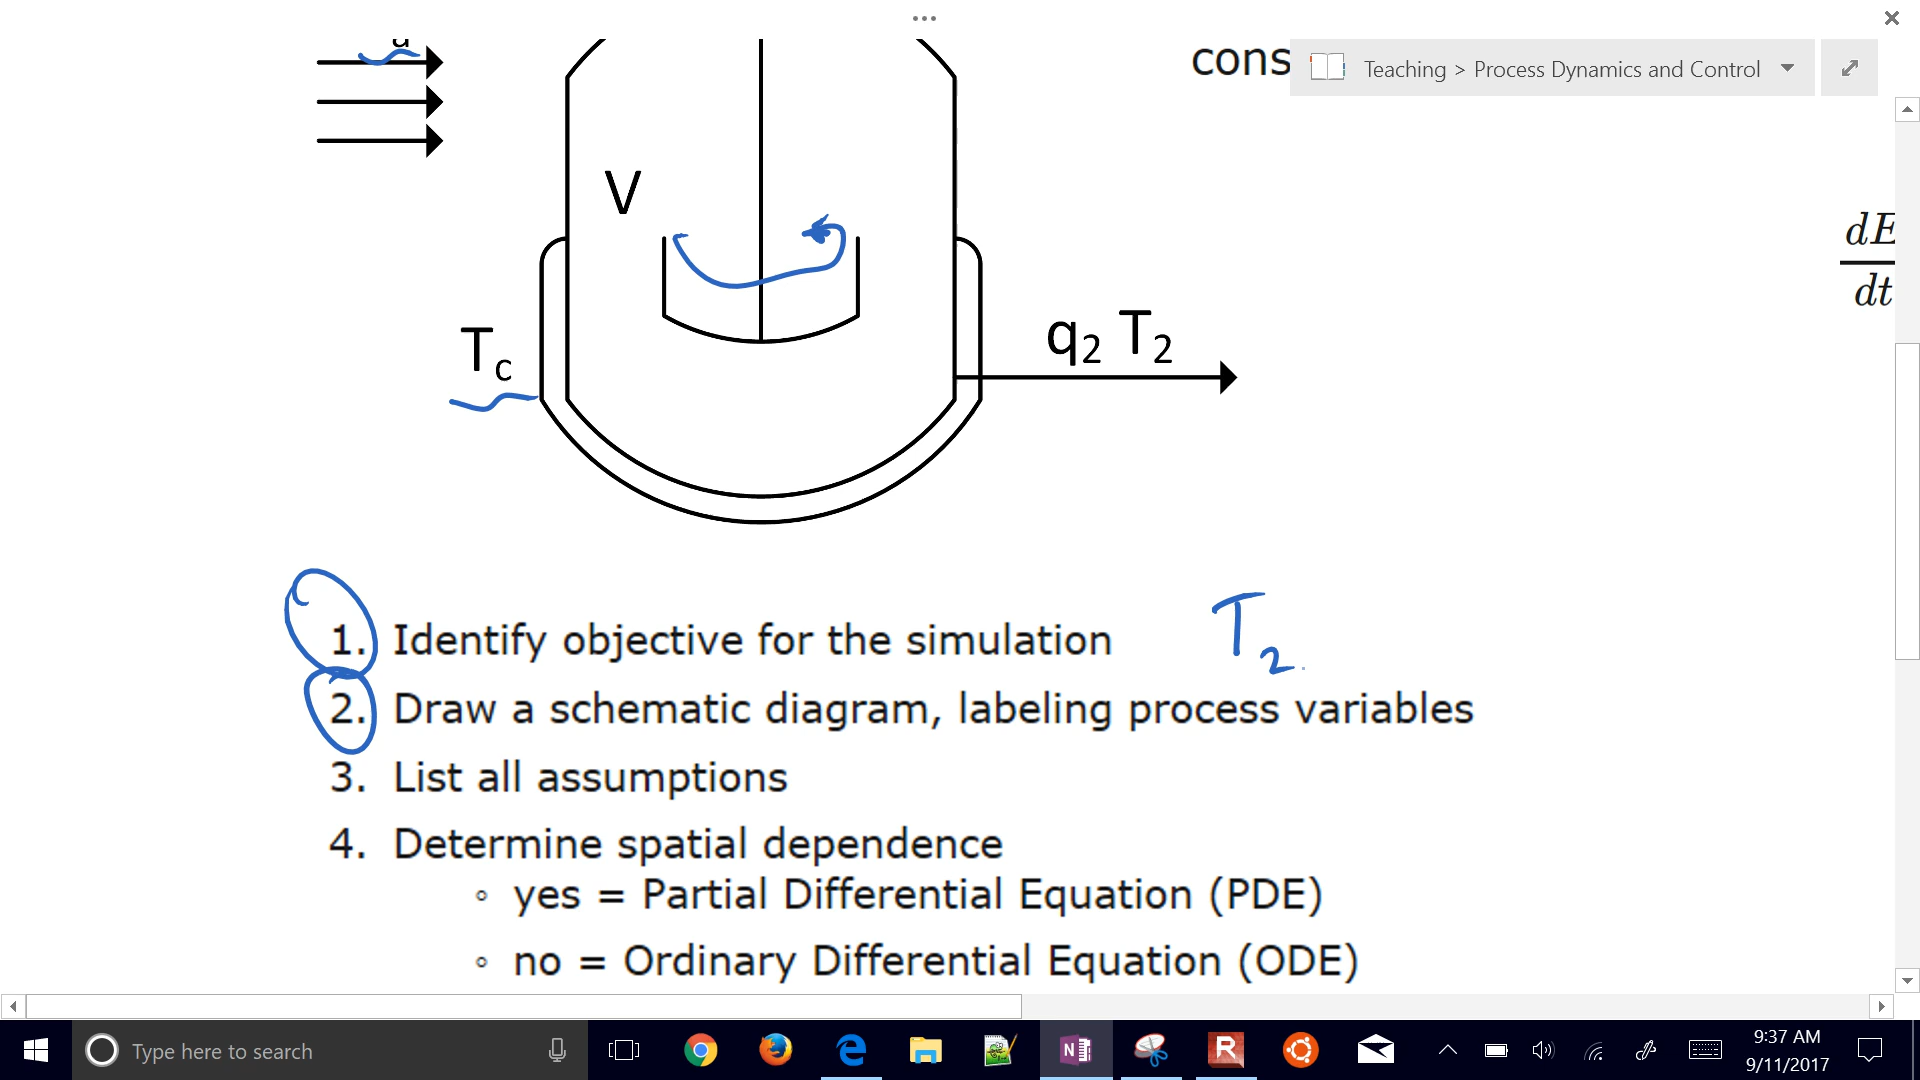 cons
Teaching > Process Dynamics and Control
V
dE
dt
Tc
q2 T2
1. Identify objective for the simulation T2
2. Draw a schematic diagram, labeling process variables
3. List all assumptions
4. Determine spatial dependence
◦ yes = Partial Differential Equation (PDE)
◦ no = Ordinary Differential Equation (ODE)
Type here to search
9:37 AM
9/11/2017